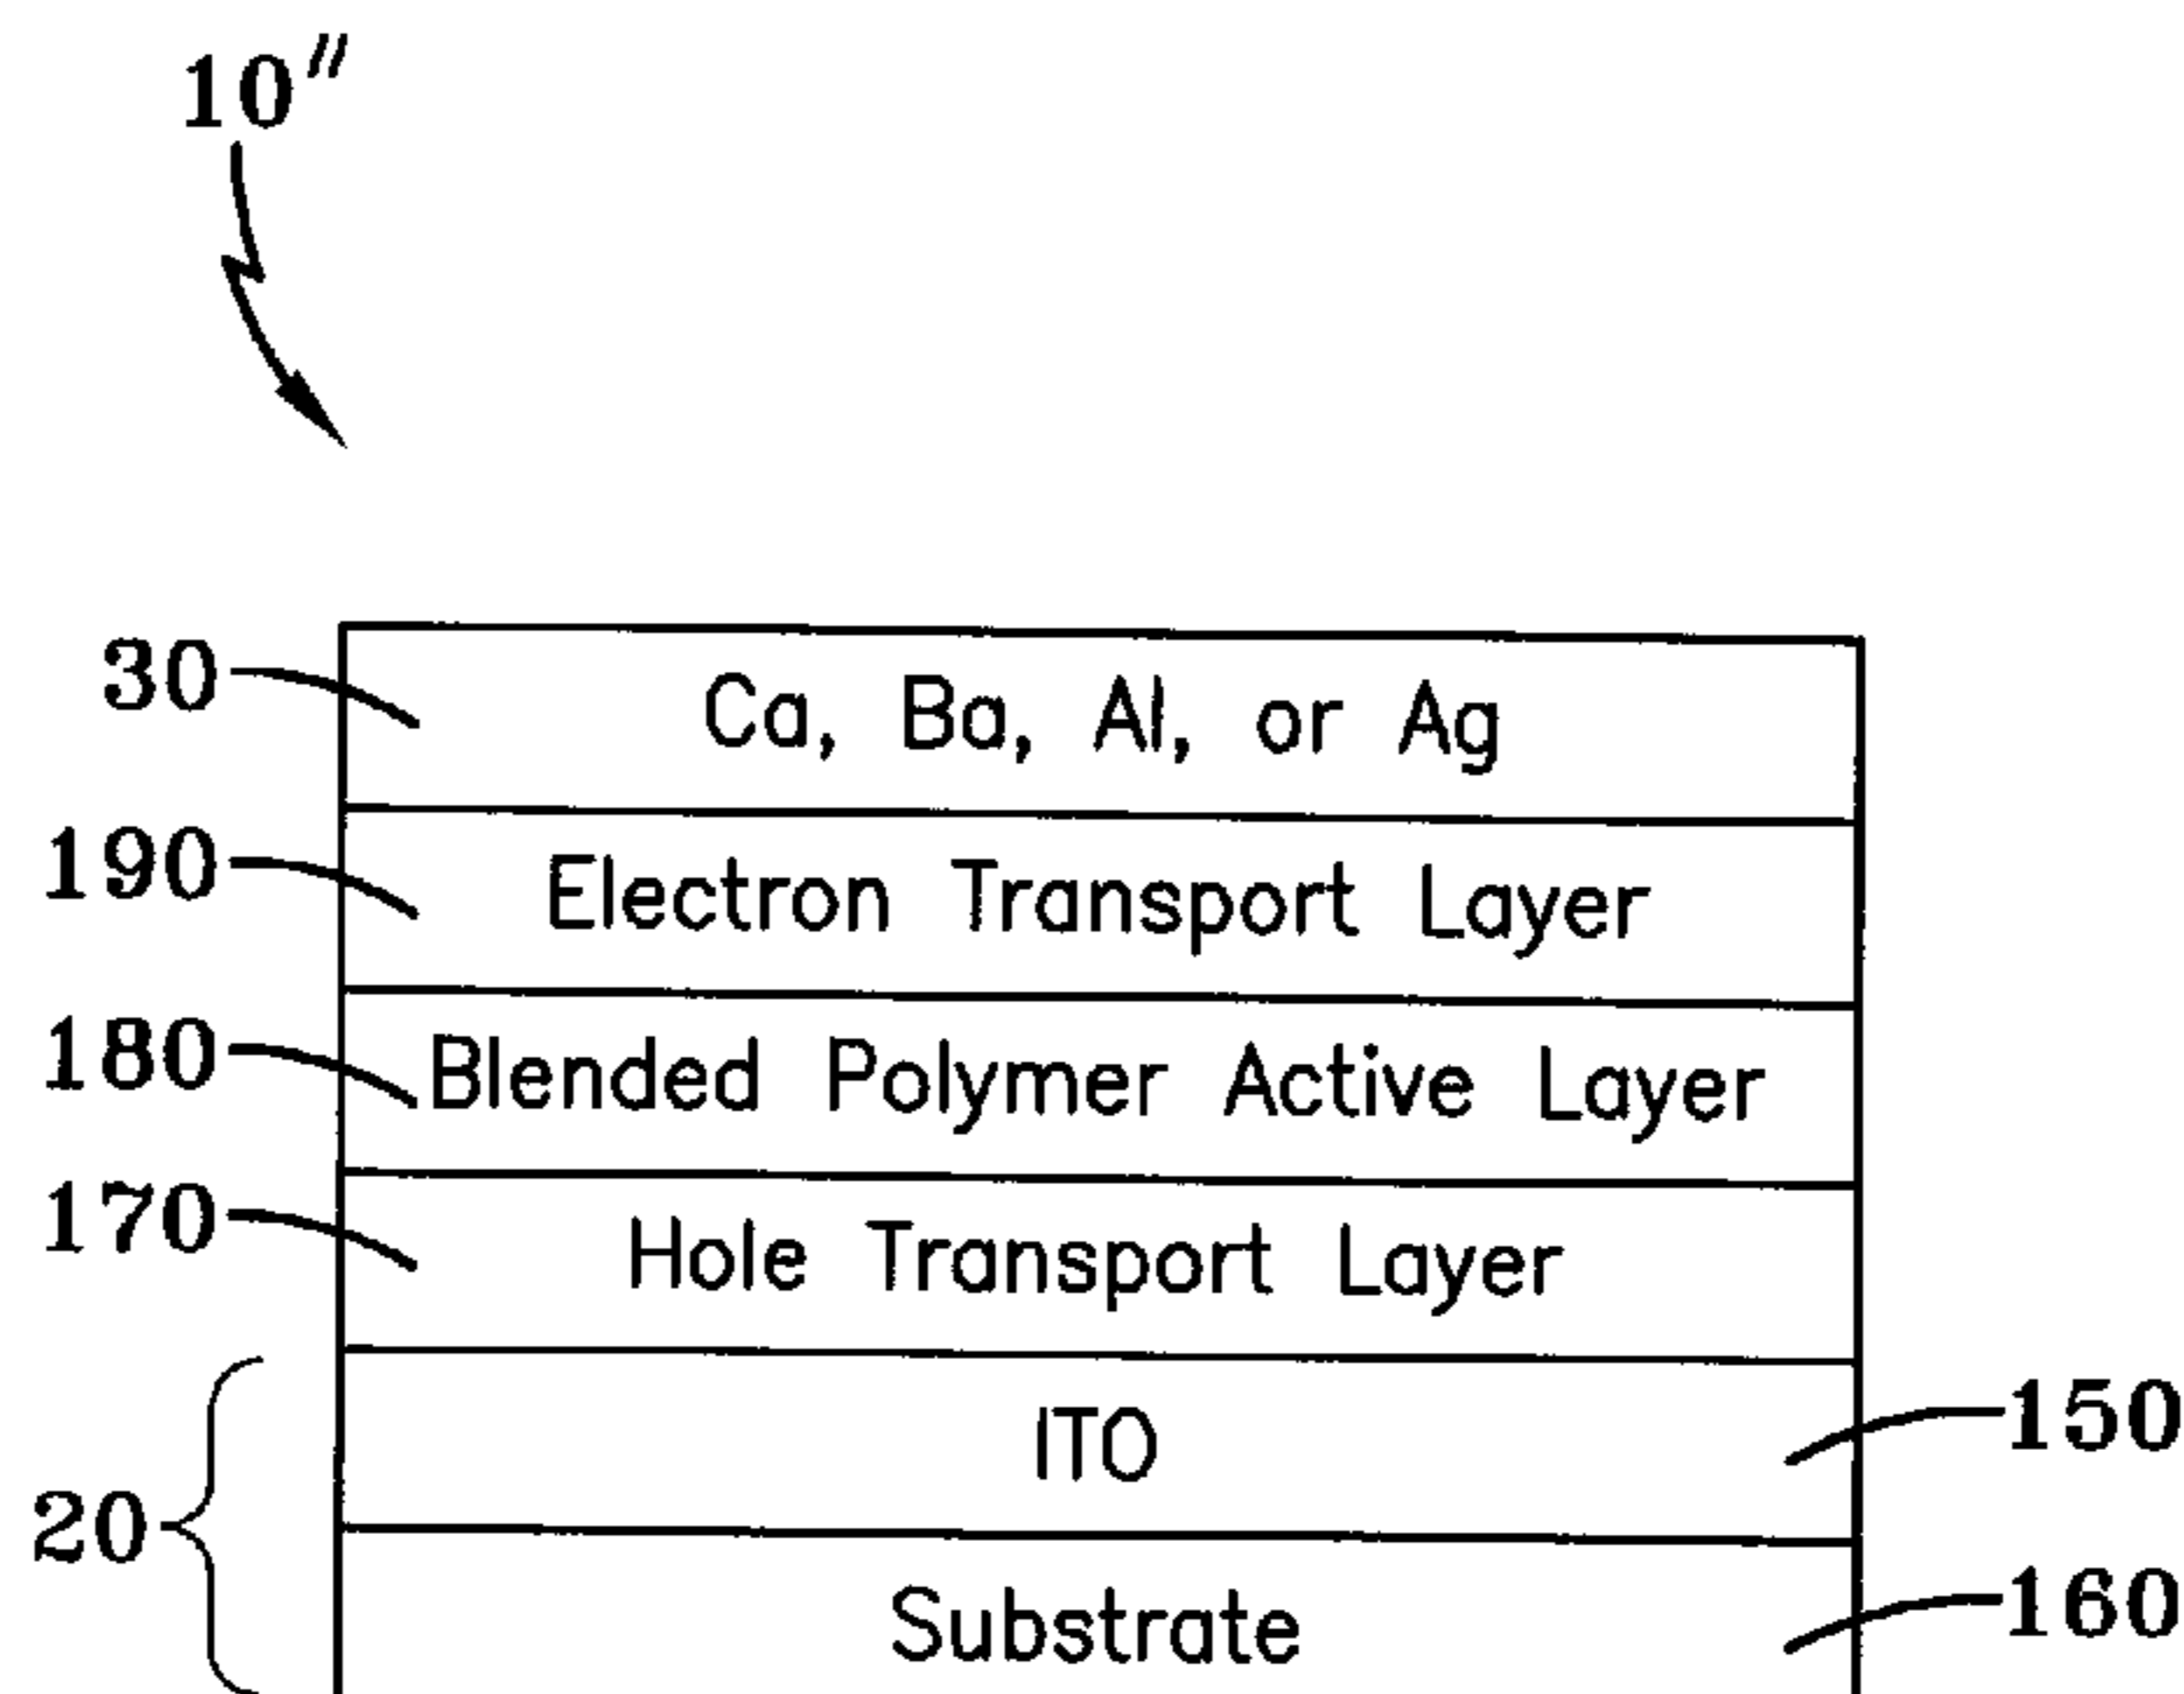 10″
30 Ca, Ba, Al, or Ag
190 Electron Transport Layer
180 Blended Polymer Active Layer
170 Hole Transport Layer
ITO 150
20
Substrate 160